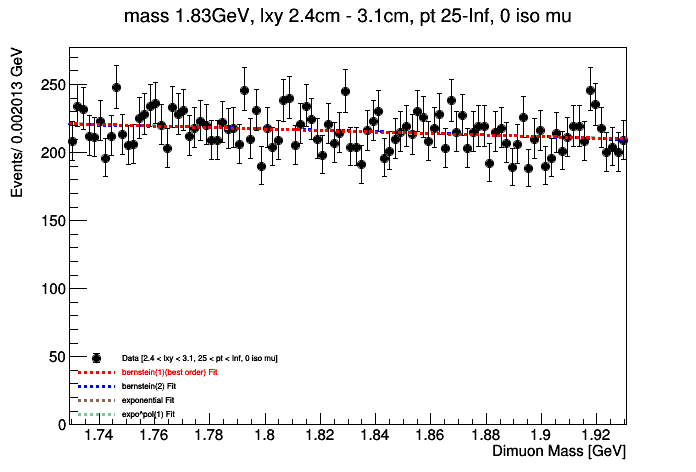 mass 1.83GeV, lxy 2.4cm - 3.1cm, pt 25-Inf, 0 iso mu
Events/ 0.002013 GeV
250
200
150
100
50
0
Data [2.4 < lxy < 3.1, 25 < pt < Inf, 0 iso mu]
bernstein(1)(best order) Fit
bernstein(2) Fit
exponential Fit
expo*pol(1) Fit
1.74 1.76 1.78 1.8 1.82 1.84 1.86 1.88 1.9 1.92
Dimuon Mass [GeV]